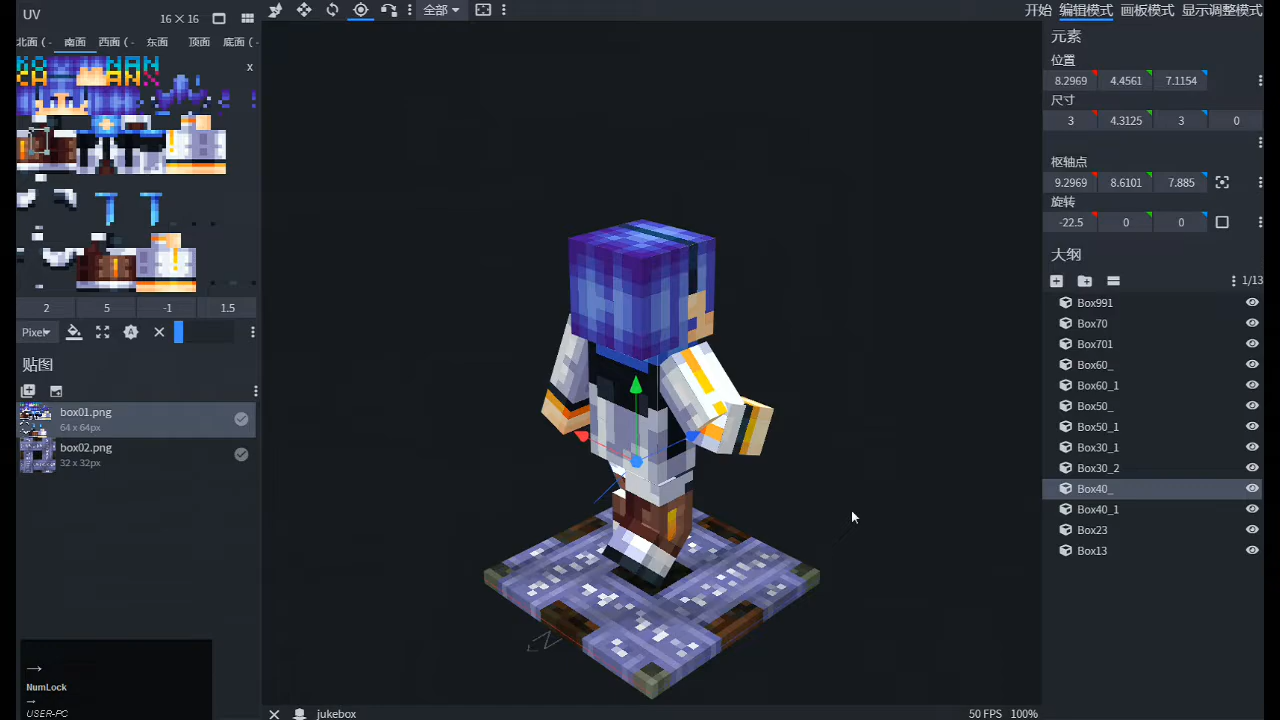 UV
16×16
全部
开始 编辑模式 画板模式 显示调整模式
北面 ( 南面 西面 ( 东面 顶面 底面 (
x
2 5 -1 1.5
Pixel
贴图
box01.png
64 x 64px
box02.png
32 x 32px
→
NumLock
→
USER-PC
jukebox
50 FPS 100%
元素
位置
8.2969 4.4561 7.1154
尺寸
3 4.3125 3 0
枢轴点
9.2969 8.6101 7.885
旋转
-22.5 0 0
大纲
1/13
Box991
Box70
Box701
Box60_
Box60_1
Box50_
Box50_1
Box30_1
Box30_2
Box40_
Box40_1
Box23
Box13